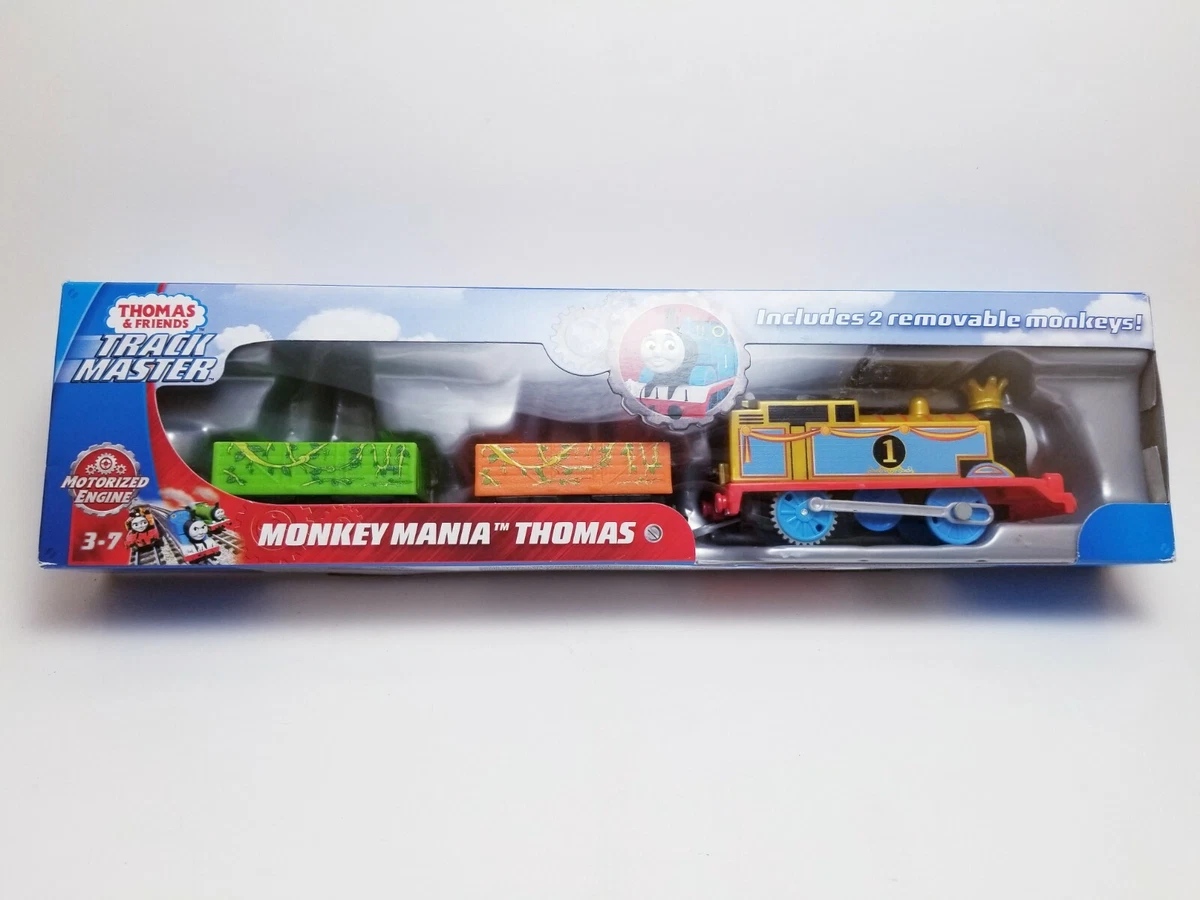 THOMAS
& FRIENDS
TRACK
MASTER
Includes 2 removable monkeys!
1
MOTORIZED
ENGINE
3-7
MONKEY MANIA™ THOMAS